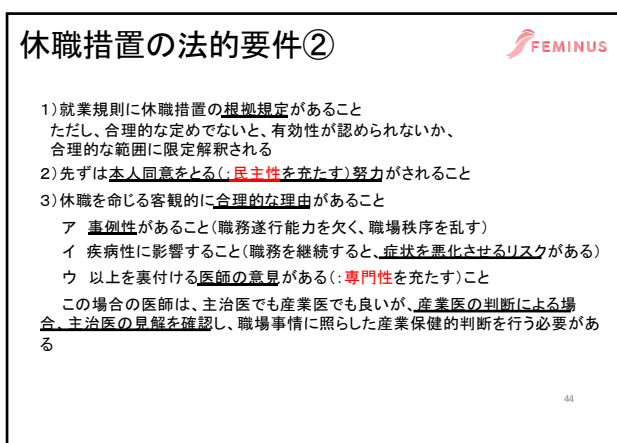 休職措置の法的要件②
FEMINUS
１）就業規則に休職措置の根拠規定があること
ただし、合理的な定めでないと、有効性が認められないか、
合理的な範囲に限定解釈される
２）先ずは本人同意をとる（：民主性を充たす）努力がされること
３）休職を命じる客観的に合理的な理由があること
ア　事例性があること（職務遂行能力を欠く、職場秩序を乱す）
イ　疾病性に影響すること（職務を継続すると、症状を悪化させるリスクがある）
ウ　以上を裏付ける医師の意見がある（：専門性を充たす）こと
この場合の医師は、主治医でも産業医でも良いが、産業医の判断による場
合、主治医の見解を確認し、職場事情に照らした産業保健的判断を行う必要があ
る
44